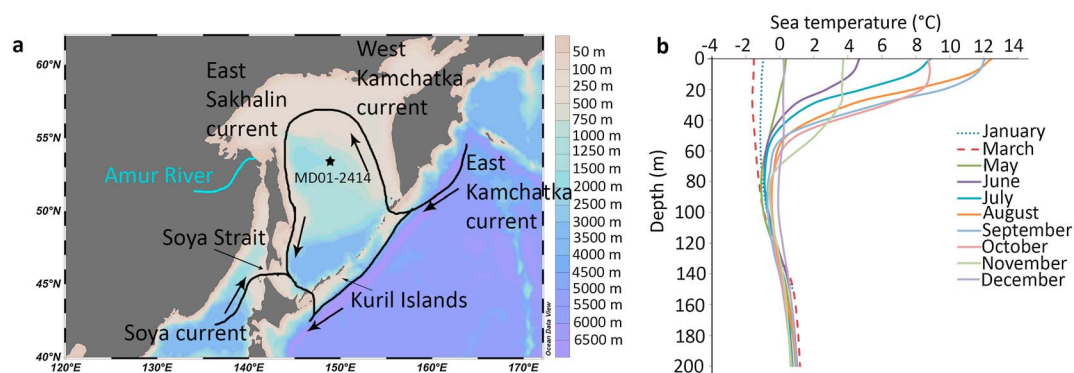 a
60°N
55°N
50°N
45°N
40°N
120°E
130°E
140°E
150°E
160°E
170°E
East
Sakhalin
current
West
Kamchatka
current
Amur River
MD01-2414
East
Kamchatka
current
Soya Strait
Kuril Islands
Soya current
Ocean Data View
50 m
100 m
250 m
500 m
750 m
1000 m
1250 m
1500 m
2000 m
2500 m
3000 m
3500 m
4000 m
4500 m
5000 m
5500 m
6000 m
6500 m
b
Sea temperature (°C)
-4 -2 0 2 4 6 8 10 12 14
0
20
40
60
80
100
120
140
160
180
200
Depth (m)
January
March
May
June
July
August
September
October
November
December